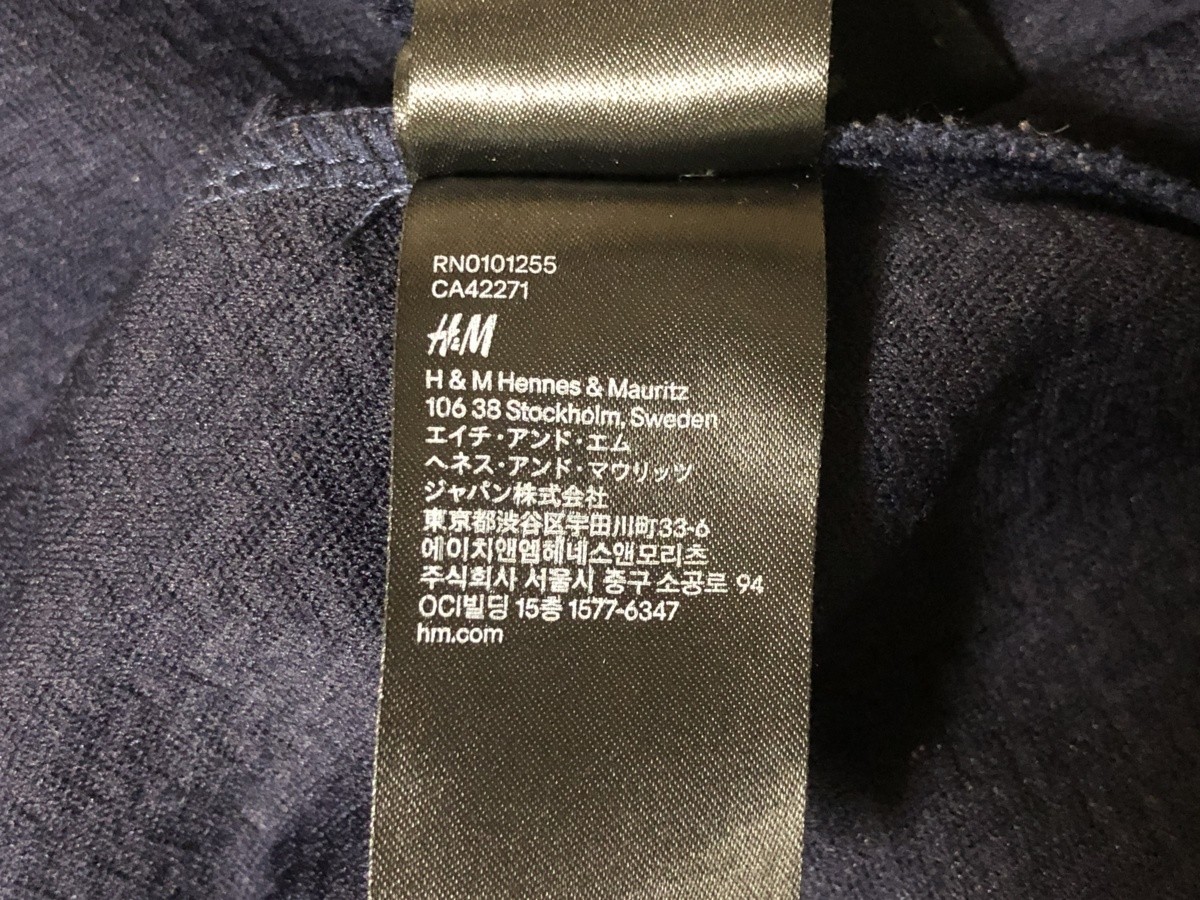 RN0101255
CA42271
H&M
H & M Hennes & Mauritz
106 38 Stockholm, Sweden
エイチ・アンド・エム
ヘネス・アンド・マウリッツ
ジャパン株式会社
東京都渋谷区宇田川町33-6
에이치앤엠헤네스앤모리츠
주식회사 서울시 중구 소공로 94
OCI빌딩 15층 1577-6347
hm.com